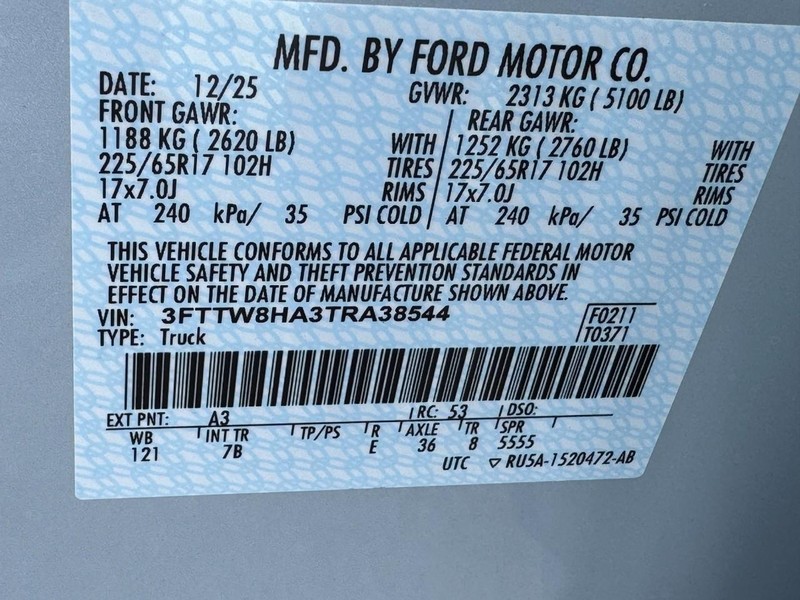 MFD. BY FORD MOTOR CO.
DATE: 12/25 GVWR: 2313 KG ( 5100 LB)
FRONT GAWR: REAR GAWR:
1188 KG ( 2620 LB) WITH 1252 KG ( 2760 LB) WITH
225/65R17 102H TIRES 225/65R17 102H TIRES
17x7.0J RIMS 17x7.0J RIMS
AT 240 kPa/ 35 PSI COLD AT 240 kPa/ 35 PSI COLD
THIS VEHICLE CONFORMS TO ALL APPLICABLE FEDERAL MOTOR
VEHICLE SAFETY AND THEFT PREVENTION STANDARDS IN
EFFECT ON THE DATE OF MANUFACTURE SHOWN ABOVE.
VIN: 3FTTW8HA3TRA38544 F0211
TYPE: Truck T0371
EXT PNT: A3 RC: 53 DSO:
WB INT TR TP/PS R AXLE TR SPR
121 7B E 36 8 5555
UTC ▽ RU5A-1520472-AB